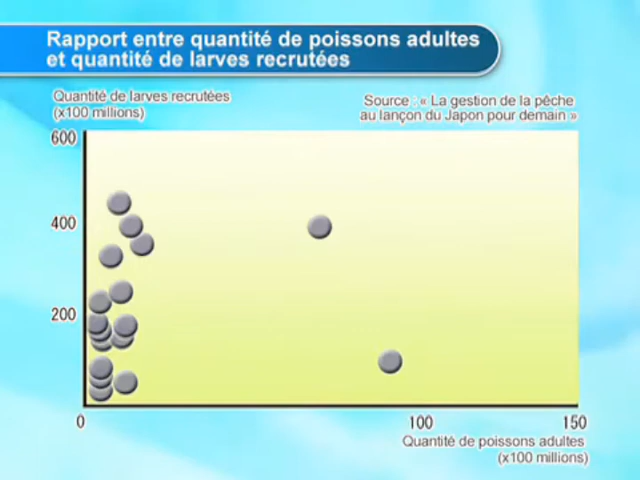 Rapport entre quantité de poissons adultes
et quantité de larves recrutées
Quantité de larves recrutées
(x100 millions)
Source : « La gestion de la pêche
au lançon du Japon pour demain »
600
400
200
0
100
150
Quantité de poissons adultes
(x100 millions)